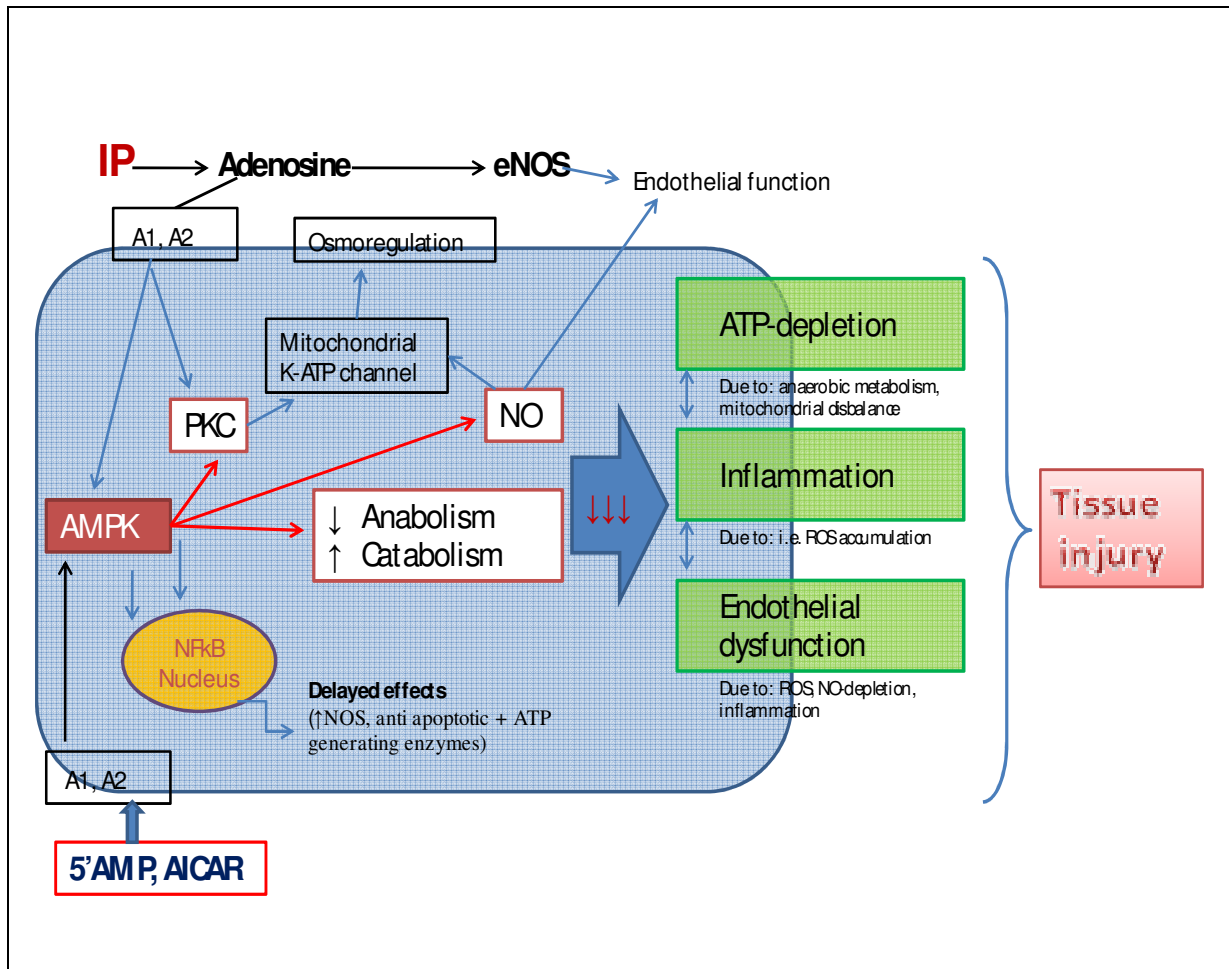 IP
Adenosine
eNOS
Endothelial function
A1, A2
Osmoregulation
Mitochondrial
K-ATP channel
PKC
NO
AMPK
↓ Anabolism
↑ Catabolism
↓↓↓
NFkB
Nucleus
Delayed effects
(↑NOS, anti apoptotic + ATP
generating enzymes)
A1, A2
5'AMP, AICAR
ATP-depletion
Due to: anaerobic metabolism,
mitochondrial disbalance
Inflammation
Due to: i.e. ROS accumulation
Endothelial
dysfunction
Due to: ROS, NO-depletion,
inflammation
Tissue
injury